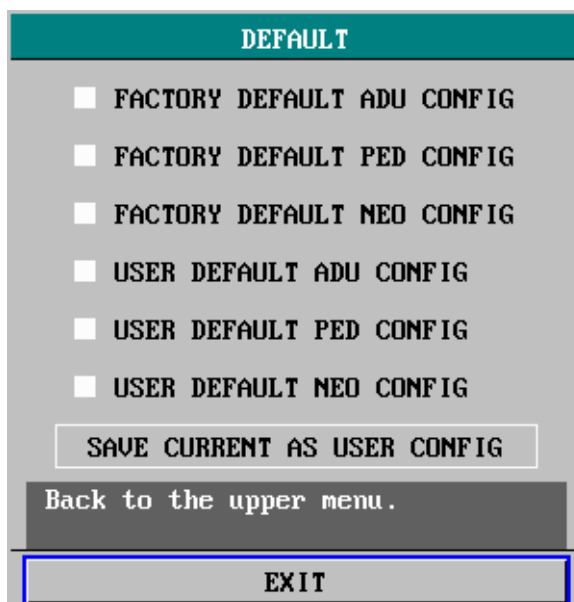 DEFAULT
FACTORY DEFAULT ADU CONFIG
FACTORY DEFAULT PED CONFIG
FACTORY DEFAULT NEO CONFIG
USER DEFAULT ADU CONFIG
USER DEFAULT PED CONFIG
USER DEFAULT NEO CONFIG
SAVE CURRENT AS USER CONFIG
Back to the upper menu.
EXIT